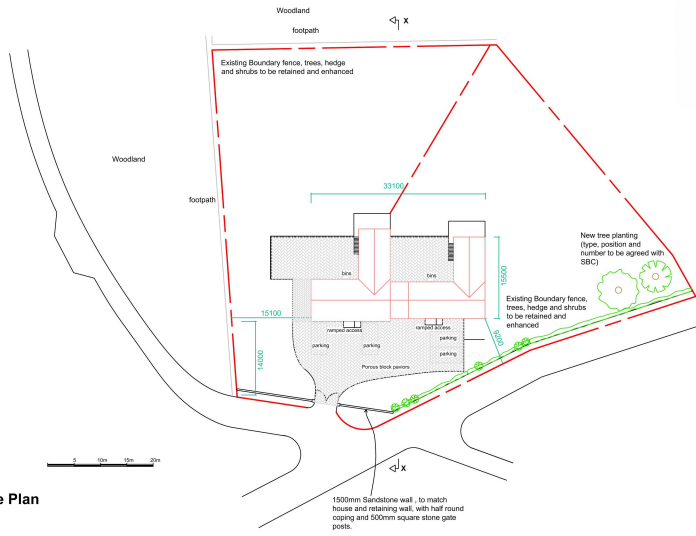 Woodland
footpath
X
Existing Boundary fence, trees, hedge
and shrubs to be retained and enhanced
Woodland
footpath
33100
New tree planting
(type, position and
number to be agreed with
SBC)
bins
bins
15500
Existing Boundary fence,
trees, hedge and shrubs
to be retained and
enhanced
15100
ramped access
ramped access
9200
14000
parking
parking
parking
parking
Porous block paviors
5
10m
15m
20m
X
e Plan
1500mm Sandstone wall , to match
house and retaining wall, with half round
coping and 500mm square stone gate
posts.